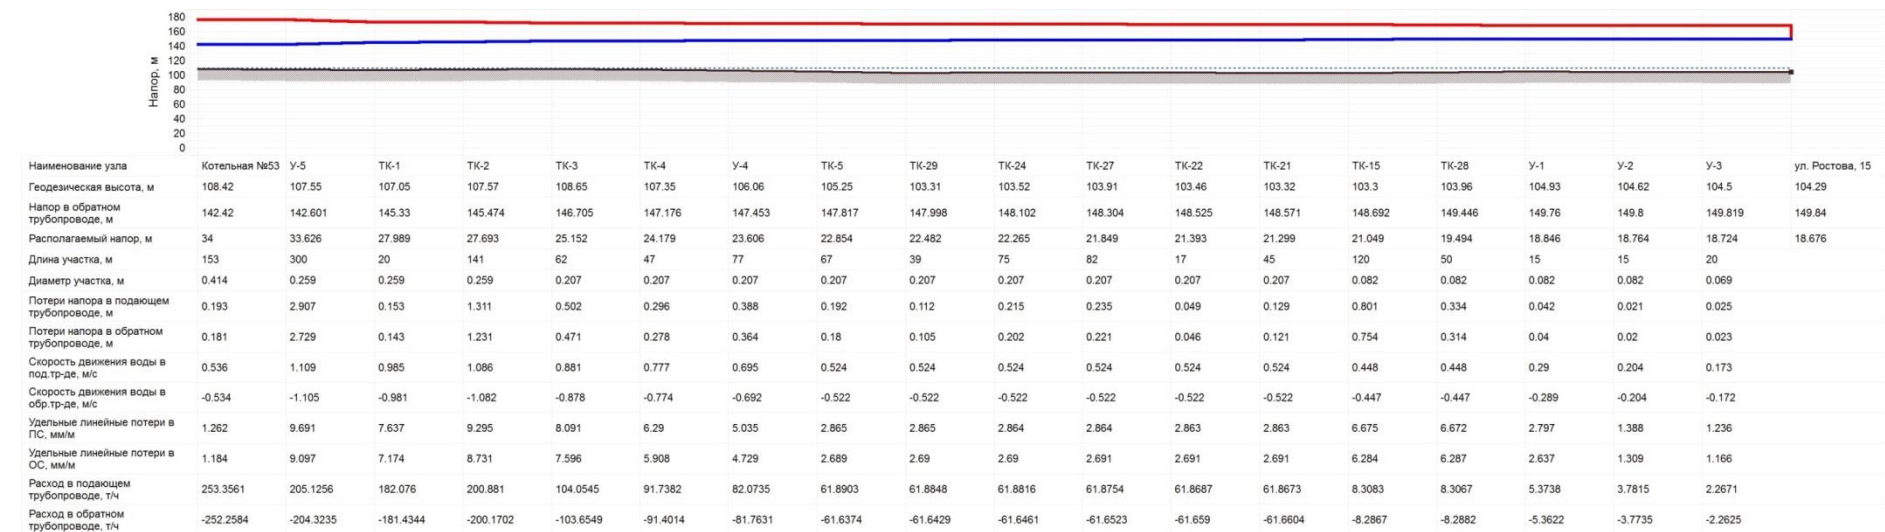 180
160
140
120
100
80
60
40
20
0
Напор, м
Наименование узла Котельная №53 У-5 ТК-1 ТК-2 ТК-3 ТК-4 У-4 ТК-5 ТК-29 ТК-24 ТК-27 ТК-22 ТК-21 ТК-15 ТК-28 У-1 У-2 У-3 ул. Ростова, 15
Геодезическая высота, м 108.42 107.55 107.05 107.57 108.65 107.35 106.06 105.25 103.31 103.52 103.91 103.46 103.32 103.3 103.96 104.93 104.62 104.5 104.29
Напор в обратном
трубопроводе, м 142.42 142.601 145.33 145.474 146.705 147.176 147.453 147.817 147.998 148.102 148.304 148.525 148.571 148.692 149.446 149.76 149.8 149.819 149.84
Располагаемый напор, м 34 33.626 27.989 27.693 25.152 24.179 23.606 22.854 22.482 22.265 21.849 21.393 21.299 21.049 19.494 18.846 18.764 18.724 18.676
Длина участка, м 153 300 20 141 62 47 77 67 39 75 82 17 45 120 50 15 15 20
Диаметр участка, м 0.414 0.259 0.259 0.259 0.207 0.207 0.207 0.207 0.207 0.207 0.207 0.207 0.207 0.082 0.082 0.082 0.082 0.069
Потери напора в подающем
трубопроводе, м 0.193 2.907 0.153 1.311 0.502 0.296 0.388 0.192 0.112 0.215 0.235 0.049 0.129 0.801 0.334 0.042 0.021 0.025
Потери напора в обратном
трубопроводе, м 0.181 2.729 0.143 1.231 0.471 0.278 0.364 0.18 0.105 0.202 0.221 0.046 0.121 0.754 0.314 0.04 0.02 0.023
Скорость движения воды в
под.тр-де, м/с 0.536 1.109 0.985 1.086 0.881 0.777 0.695 0.524 0.524 0.524 0.524 0.524 0.524 0.448 0.448 0.29 0.204 0.173
Скорость движения воды в
обр.тр-де, м/с -0.534 -1.105 -0.981 -1.082 -0.878 -0.774 -0.692 -0.522 -0.522 -0.522 -0.522 -0.522 -0.522 -0.447 -0.447 -0.289 -0.204 -0.172
Удельные линейные потери в
ПС, мм/м 1.262 9.691 7.637 9.295 8.091 6.29 5.035 2.865 2.865 2.864 2.864 2.863 2.863 6.675 6.672 2.797 1.388 1.236
Удельные линейные потери в
ОС, мм/м 1.184 9.097 7.174 8.731 7.596 5.908 4.729 2.689 2.69 2.69 2.691 2.691 2.691 6.284 6.287 2.637 1.309 1.166
Расход в подающем
трубопроводе, т/ч 253.3561 205.1256 182.076 200.881 104.0545 91.7382 82.0735 61.8903 61.8848 61.8816 61.8754 61.8687 61.8673 8.3083 8.3067 5.3738 3.7815 2.2671
Расход в обратном
трубопроводе, т/ч -252.2584 -204.3235 -181.4344 -200.1702 -103.6549 -91.4014 -81.7631 -61.6374 -61.6429 -61.6461 -61.6523 -61.659 -61.6604 -8.2867 -8.2882 -5.3622 -3.7735 -2.2625